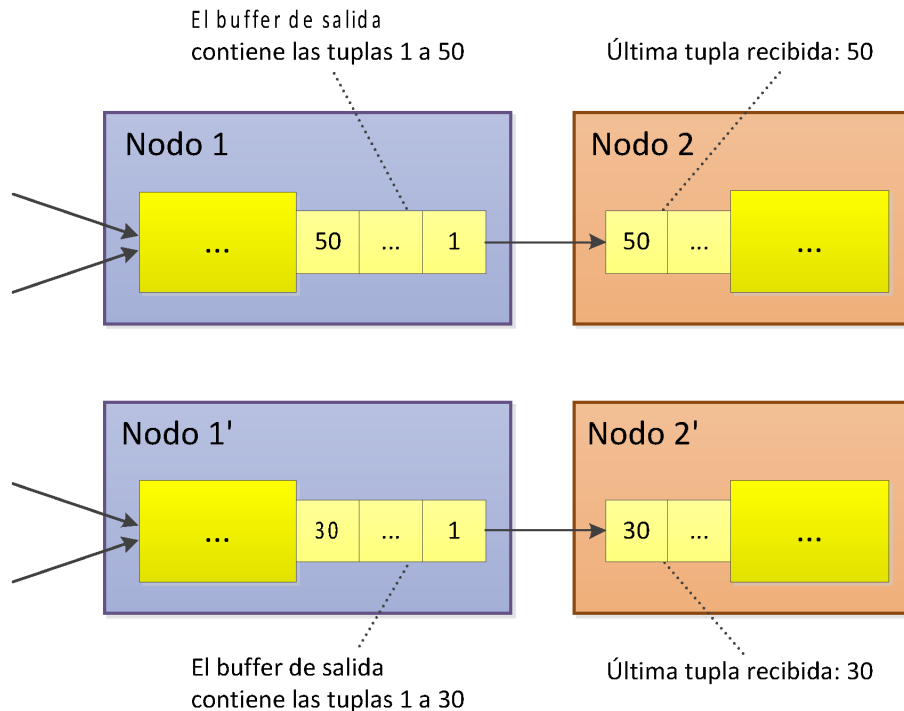 El buffer de salida
contiene las tuplas 1 a 50
Última tupla recibida: 50
Nodo 1
... 50 ... 1
Nodo 2
50 ... ...
Nodo 1'
... 30 ... 1
Nodo 2'
30 ... ...
El buffer de salida
contiene las tuplas 1 a 30
Última tupla recibida: 30